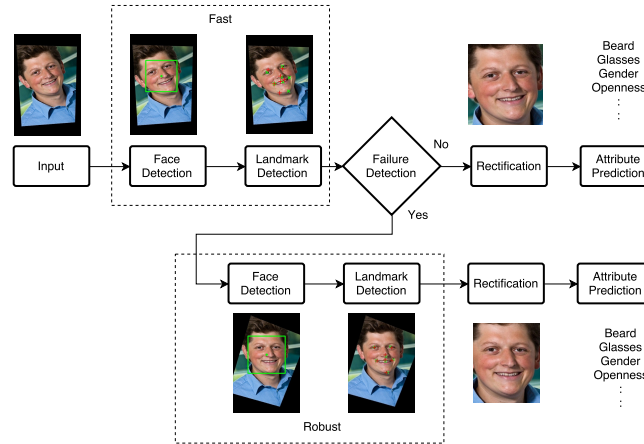 Fast
Beard
Glasses
Gender
Openness
:
:
Input
Face
Detection
Landmark
Detection
Failure
Detection
No
Rectification
Attribute
Prediction
Yes
Face
Detection
Landmark
Detection
Rectification
Attribute
Prediction
Beard
Glasses
Gender
Openness
:
:
Robust